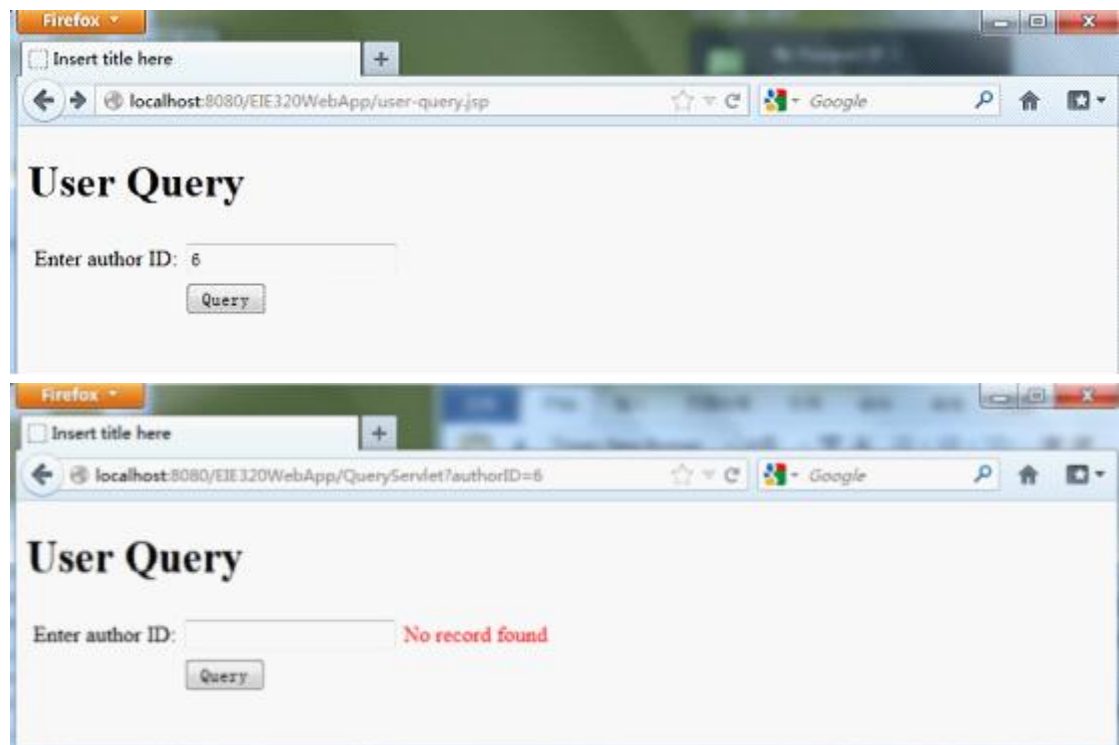 Firefox
Insert title here
localhost:8080/EIE320WebApp/user-query.jsp
Google
User Query
Enter author ID: 6
Query
Firefox
Insert title here
localhost:8080/EIE320WebApp/QueryServlet?authorID=6
Google
User Query
Enter author ID: No record found
Query